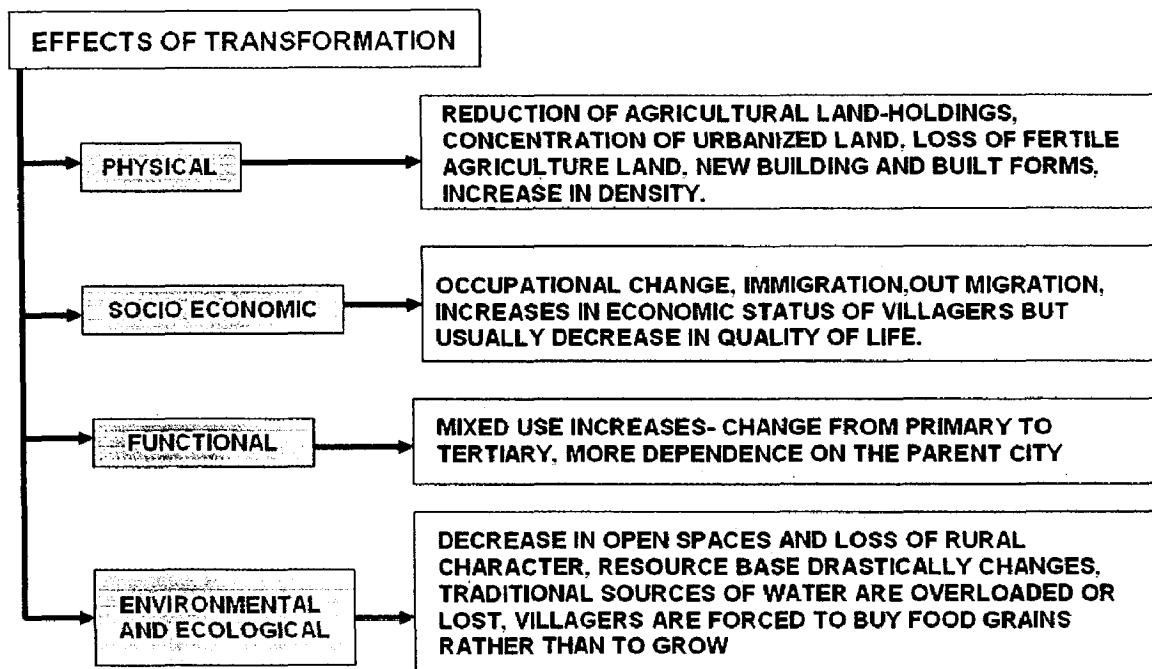 EFFECTS OF TRANSFORMATION
PHYSICAL
REDUCTION OF AGRICULTURAL LAND-HOLDINGS,
CONCENTRATION OF URBANIZED LAND, LOSS OF FERTILE
AGRICULTURE LAND, NEW BUILDING AND BUILT FORMS,
INCREASE IN DENSITY.
SOCIO ECONOMIC
OCCUPATIONAL CHANGE, IMMIGRATION,OUT MIGRATION,
INCREASES IN ECONOMIC STATUS OF VILLAGERS BUT
USUALLY DECREASE IN QUALITY OF LIFE.
FUNCTIONAL
MIXED USE INCREASES- CHANGE FROM PRIMARY TO
TERTIARY, MORE DEPENDENCE ON THE PARENT CITY
ENVIRONMENTAL
AND ECOLOGICAL
DECREASE IN OPEN SPACES AND LOSS OF RURAL
CHARACTER, RESOURCE BASE DRASTICALLY CHANGES,
TRADITIONAL SOURCES OF WATER ARE OVERLOADED OR
LOST, VILLAGERS ARE FORCED TO BUY FOOD GRAINS
RATHER THAN TO GROW